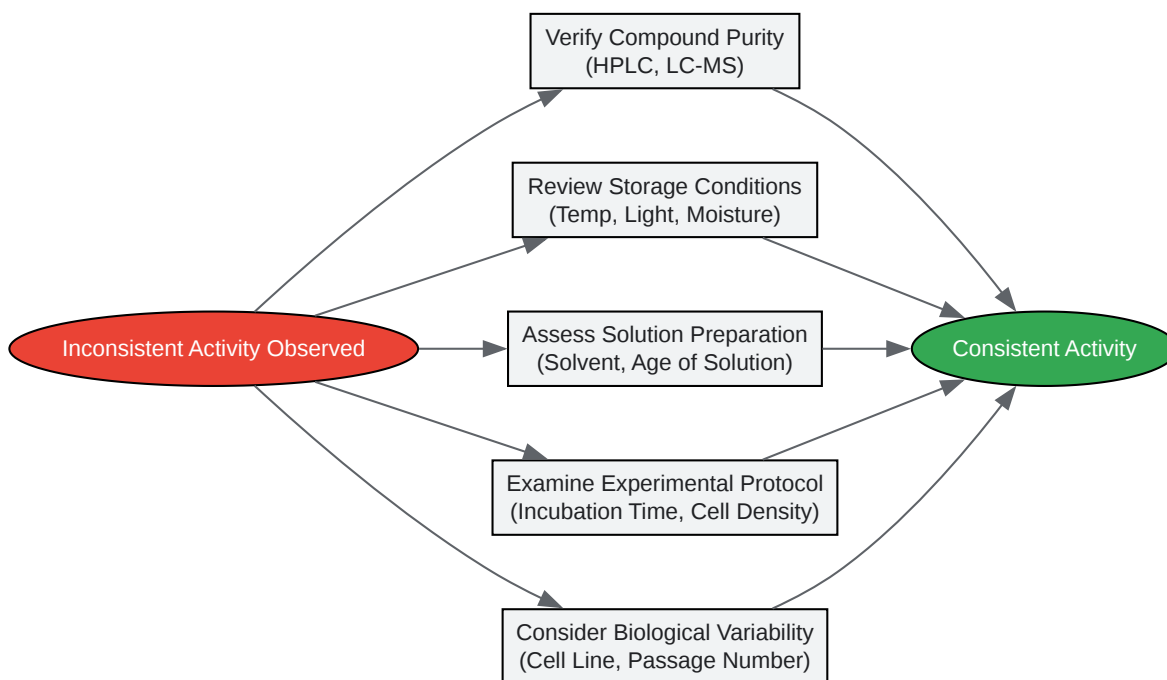 Verify Compound Purity
(HPLC, LC-MS)
Review Storage Conditions
(Temp, Light, Moisture)
Inconsistent Activity Observed
Assess Solution Preparation
(Solvent, Age of Solution)
Consistent Activity
Examine Experimental Protocol
(Incubation Time, Cell Density)
Consider Biological Variability
(Cell Line, Passage Number)